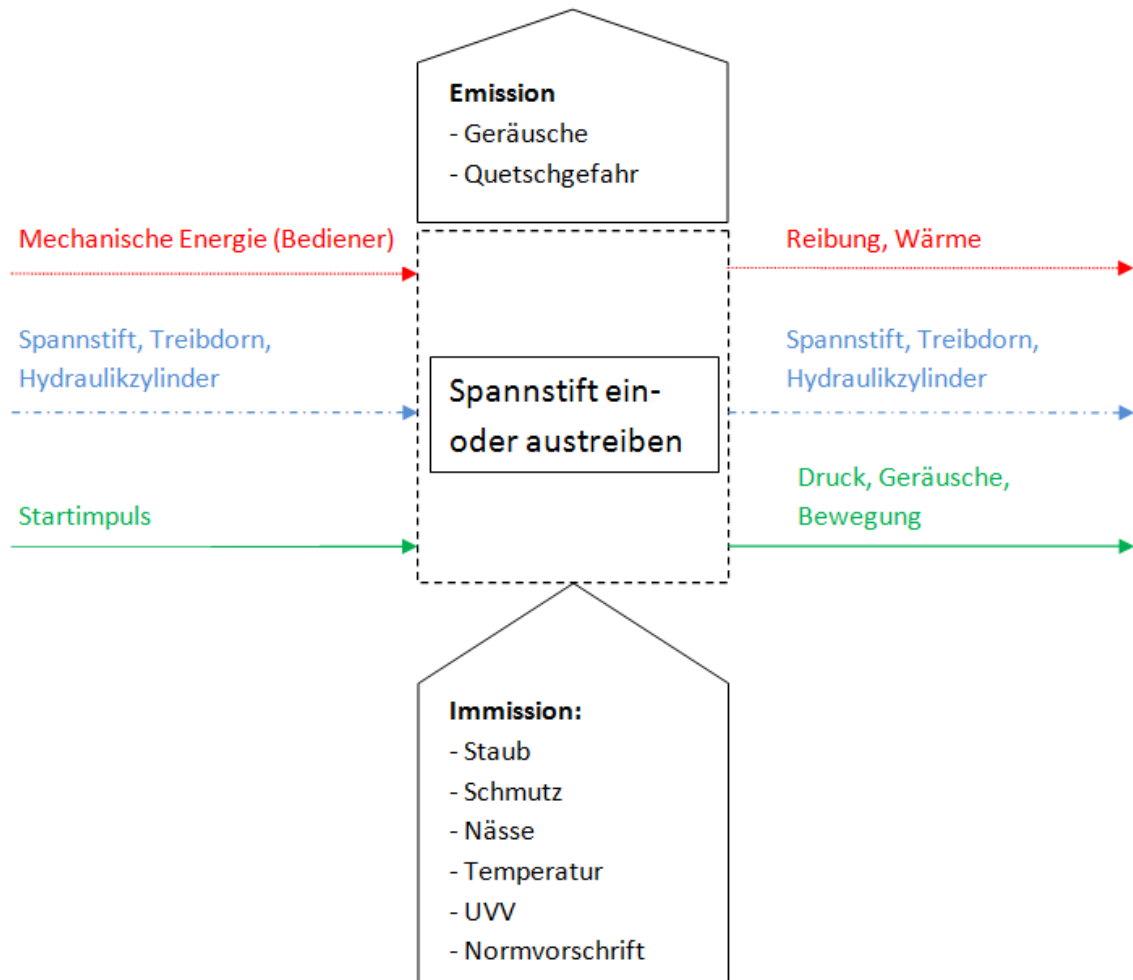 Emission
- Geräusche
- Quetschgefahr
Mechanische Energie (Bediener)
Reibung, Wärme
Spannstift, Treibdorn,
Hydraulikzylinder
Spannstift ein-
oder austreiben
Spannstift, Treibdorn,
Hydraulikzylinder
Startimpuls
Druck, Geräusche,
Bewegung
Immission:
- Staub
- Schmutz
- Nässe
- Temperatur
- UVV
- Normvorschrift